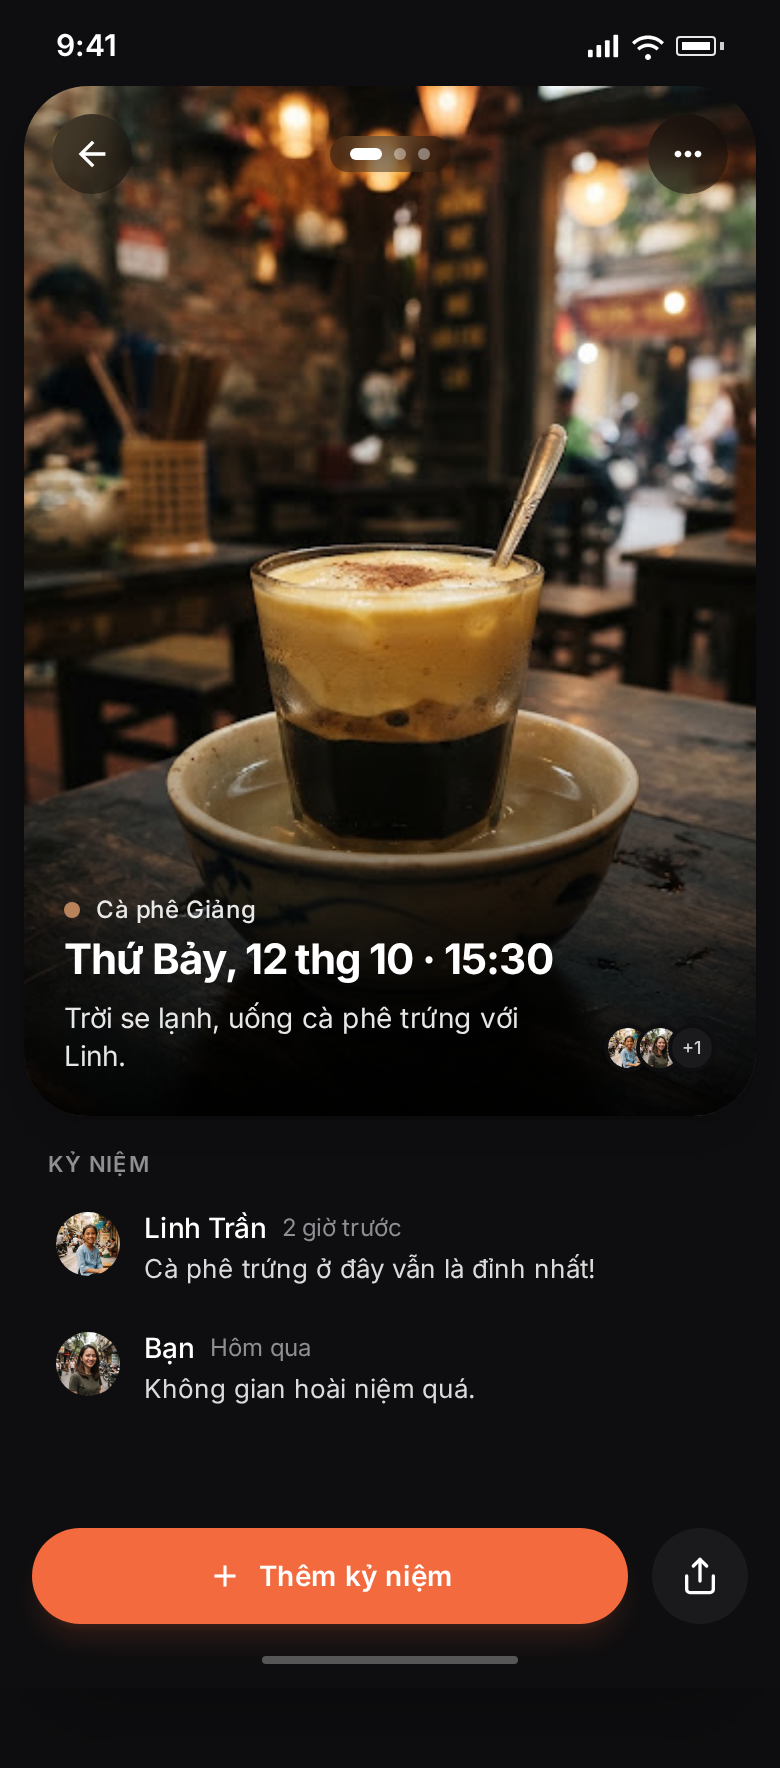 9:41
Cà phê Giảng
Thứ Bảy, 12 thg 10 · 15:30
Trời se lạnh, uống cà phê trứng với
Linh.
+1
KỶ NIỆM
Linh Trần 2 giờ trước
Cà phê trứng ở đây vẫn là đỉnh nhất!
Bạn Hôm qua
Không gian hoài niệm quá.
+ Thêm kỷ niệm